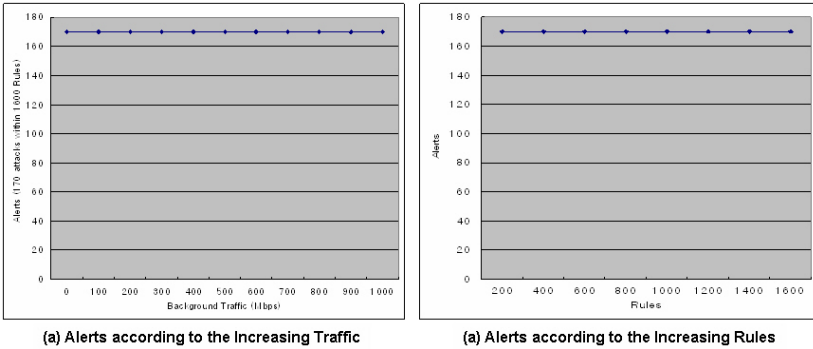 180
160
140
120
100
80
60
40
20
0
Alerts (170 attacks within 1600 Rules)
0 100 200 300 400 500 600 700 800 900 1000
Background Traffic (Mbps)
(a) Alerts according to the Increasing Traffic
180
160
140
120
100
80
60
40
20
0
Alerts
200 400 600 800 1000 1200 1400 1600
Rules
(a) Alerts according to the Increasing Rules